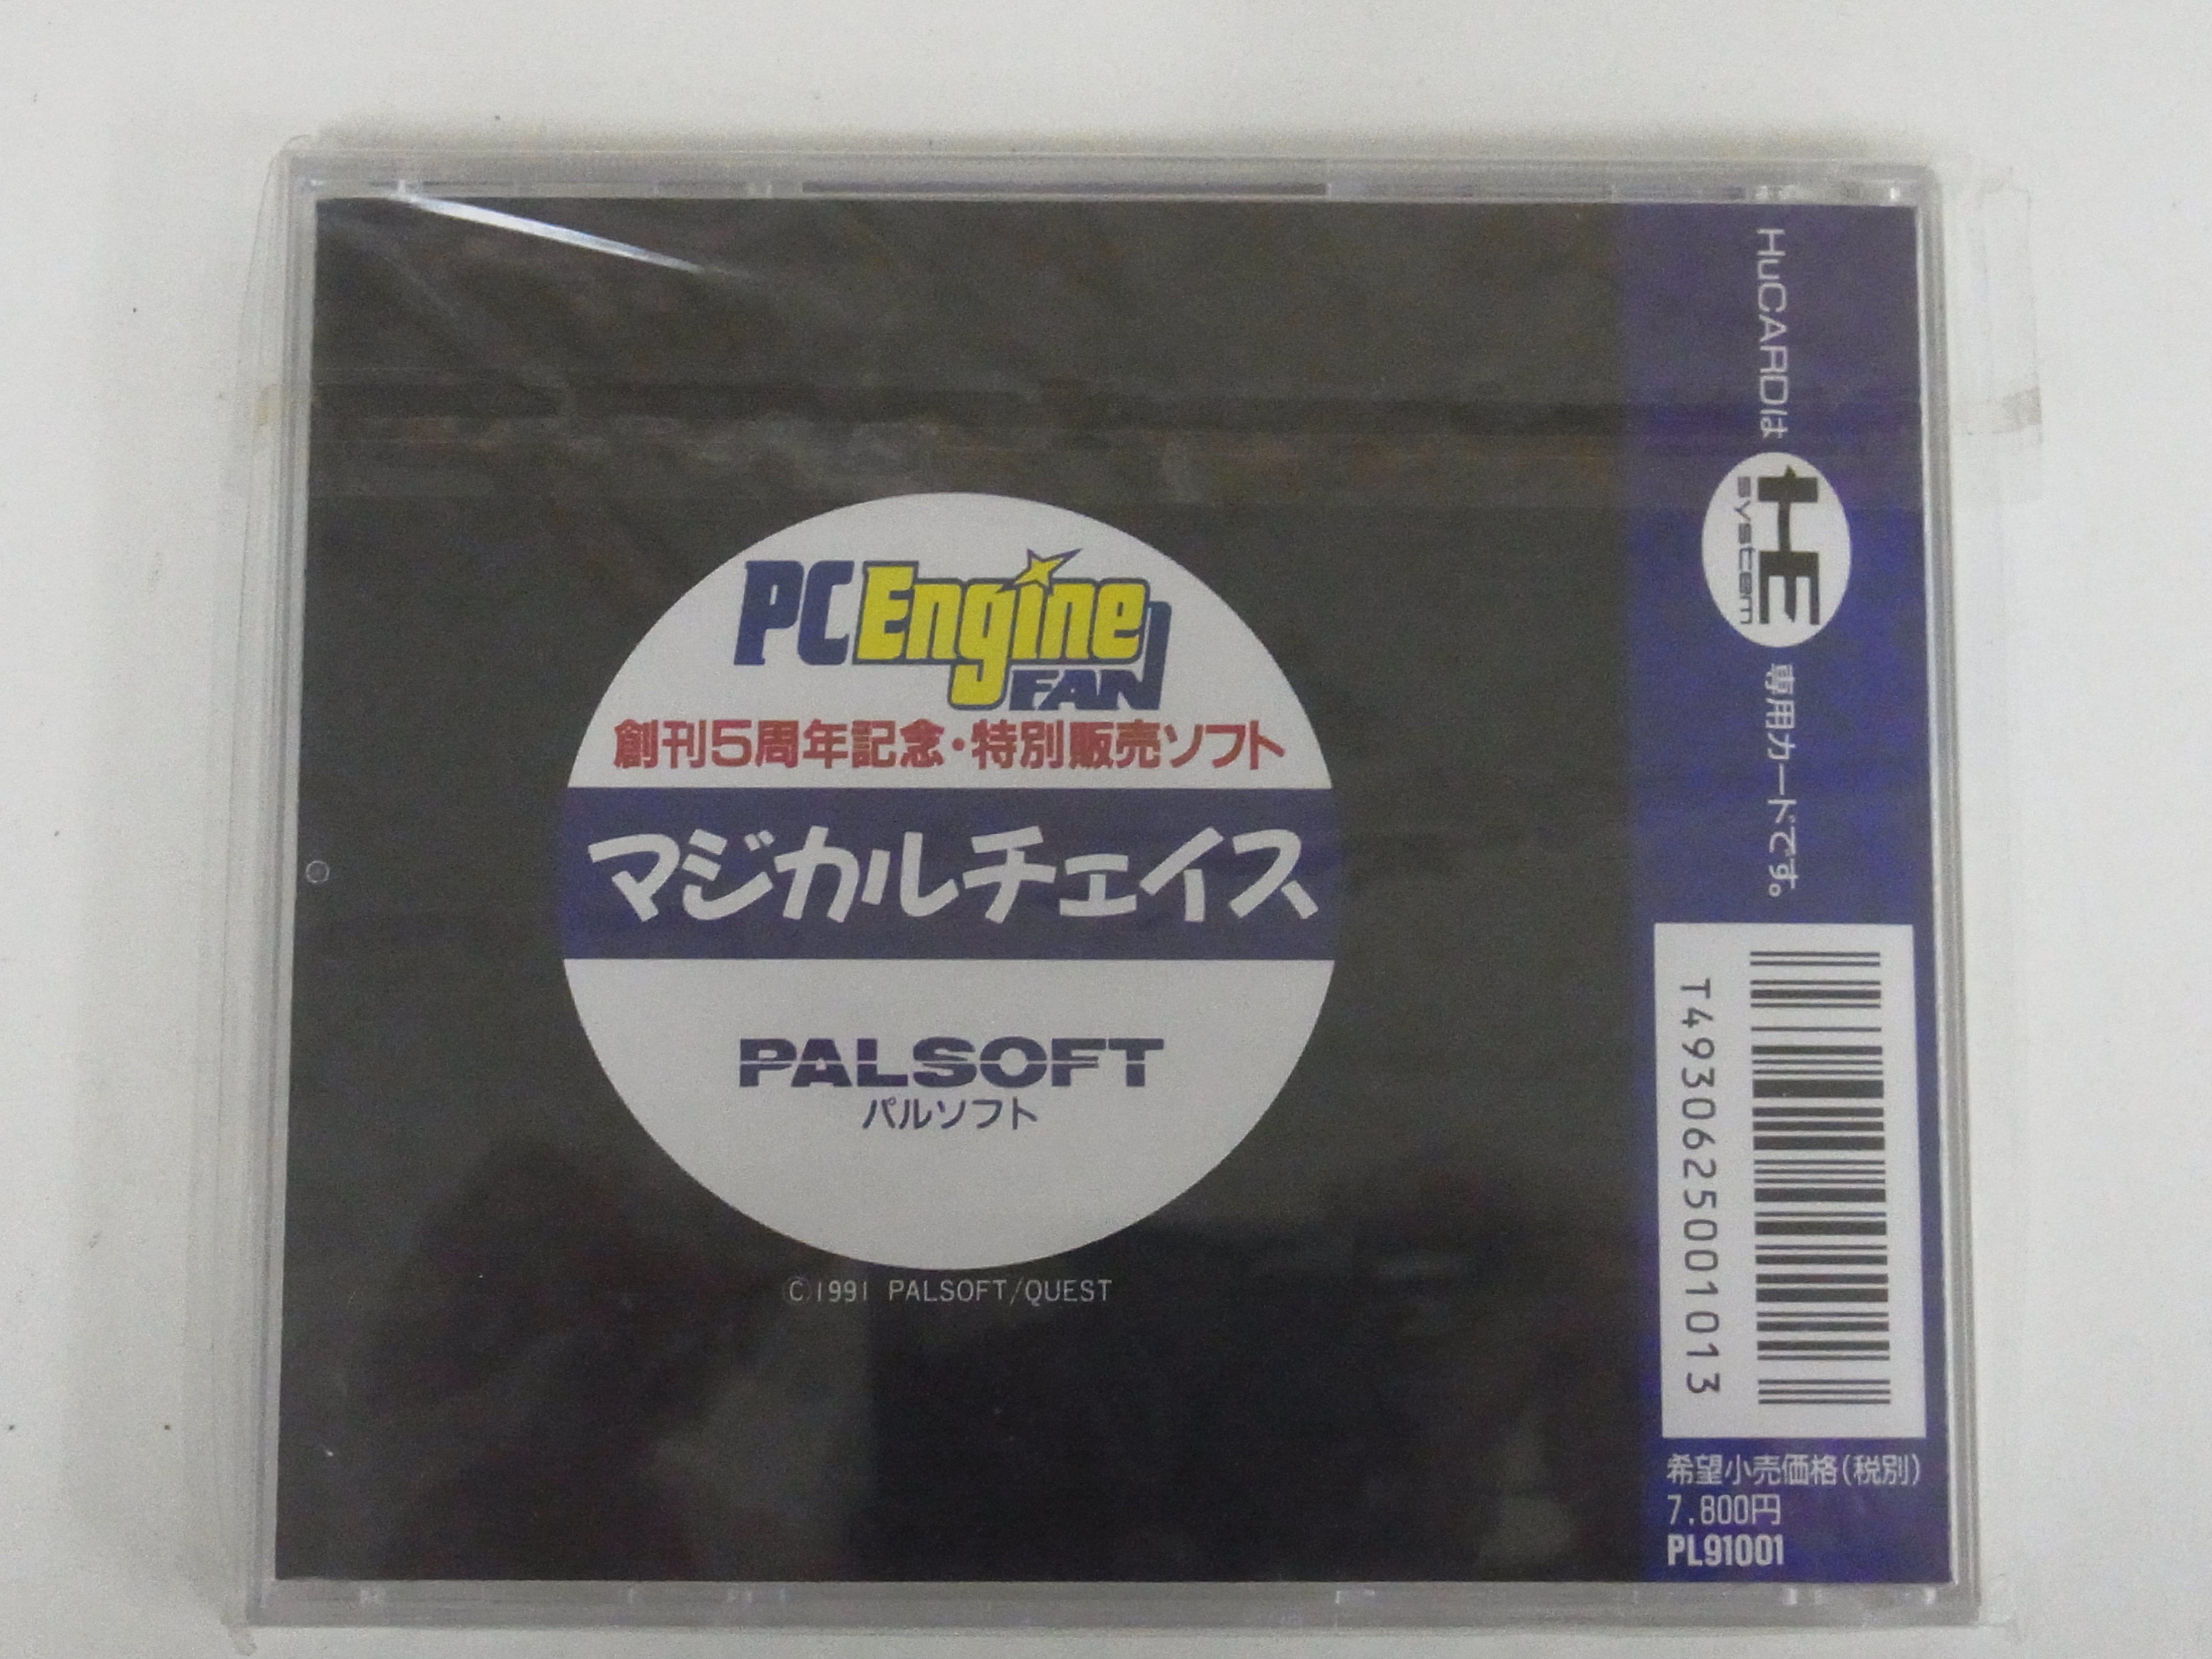 PC Engine
FAN
創刊5周年記念・特別販売ソフト
マジカルチェイス
PALSOFT
パルソフト
©1991 PALSOFT/QUEST
HuCARDは
HE
system
専用カードです。
T4930625001013
希望小売価格(税別)
7,800円
PL91001